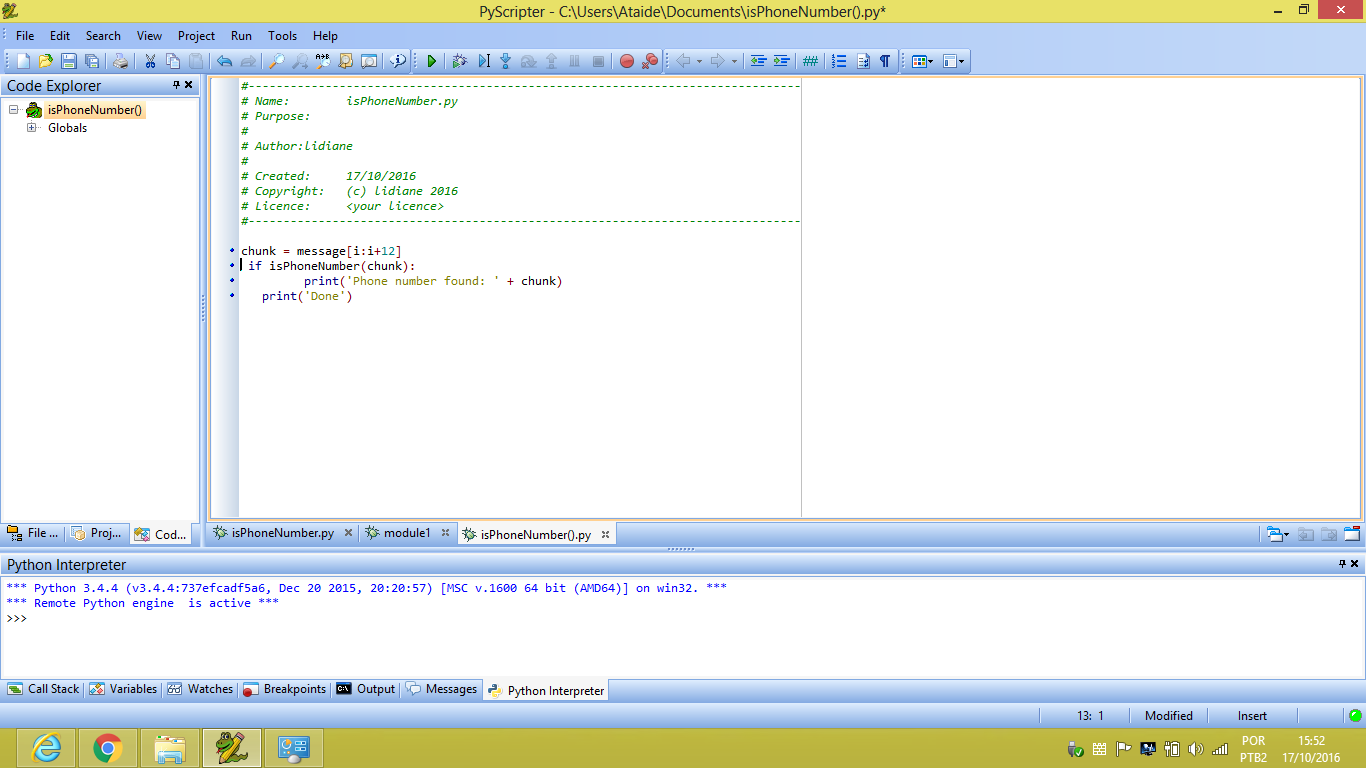 PyScripter - C:\Users\Ataide\Documents\isPhoneNumber().py*
File Edit Search View Project Run Tools Help
Code Explorer
isPhoneNumber()
Globals
#-------------------------------------------------------------------------------
# Name:        isPhoneNumber.py
# Purpose:
#
# Author:lidiane
#
# Created:     17/10/2016
# Copyright:   (c) lidiane 2016
# Licence:     <your licence>
#-------------------------------------------------------------------------------
chunk = message[i:i+12]
 if isPhoneNumber(chunk):
         print('Phone number found: ' + chunk)
   print('Done')
File ... Proj... Cod...
isPhoneNumber.py module1 isPhoneNumber().py
Python Interpreter
*** Python 3.4.4 (v3.4.4:737efcadf5a6, Dec 20 2015, 20:20:57) [MSC v.1600 64 bit (AMD64)] on win32. ***
*** Remote Python engine  is active ***
>>>
Call Stack Variables Watches Breakpoints Output Messages Python Interpreter
13: 1 Modified Insert
POR 15:52
PTB2 17/10/2016